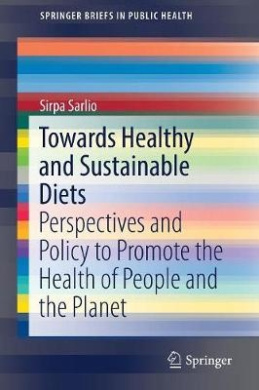 SPRINGER BRIEFS IN PUBLIC HEALTH
Sirpa Sarlio
Towards Healthy
and Sustainable
Diets
Perspectives and
Policy to Promote the
Health of People and
the Planet
Springer